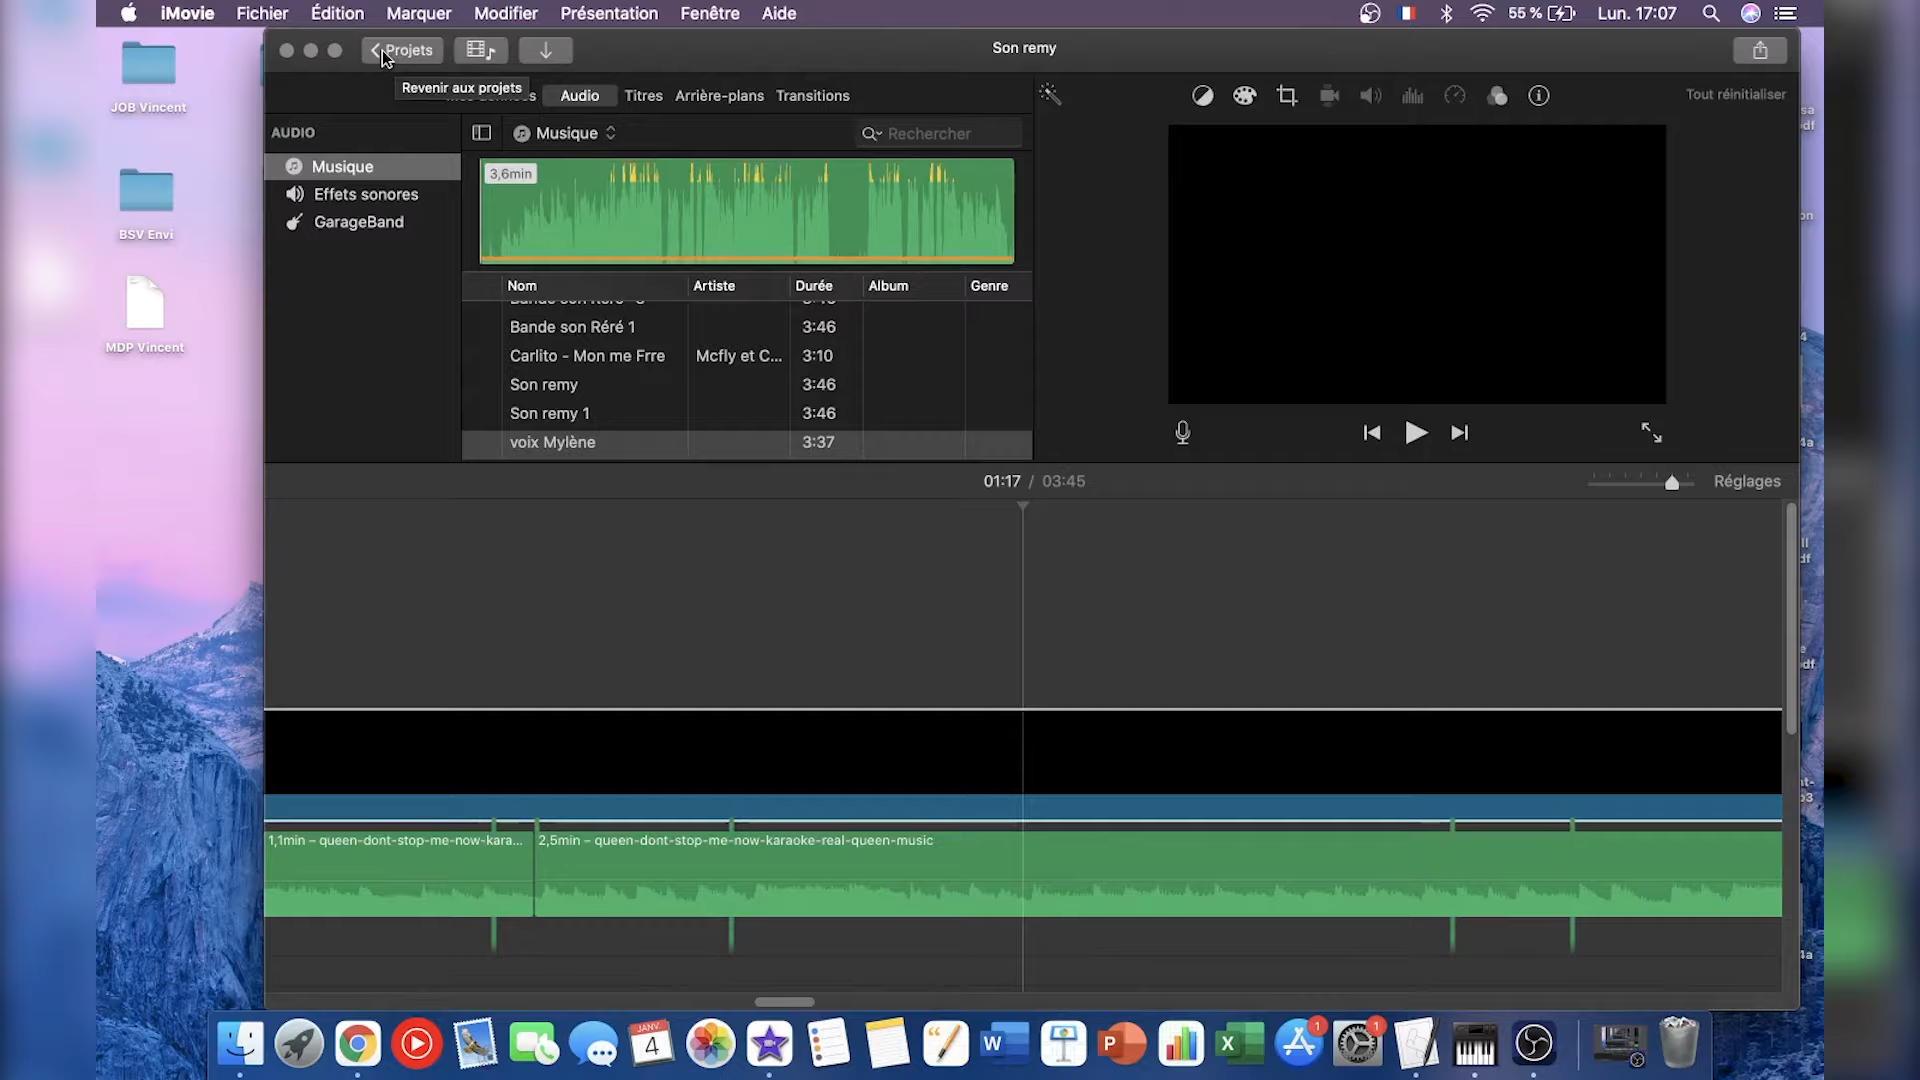 iMovie Fichier Édition Marquer Modifier Présentation Fenêtre Aide 55 % Lun. 17:07
Projets Son remy
Revenir aux projets
Audio Titres Arrière-plans Transitions Tout réinitialiser
AUDIO Musique Rechercher
Musique
Effets sonores
GarageBand
3,6min
Nom Artiste Durée Album Genre
Bande son Réré 1 3:46
Carlito - Mon me Frre Mcfly et C... 3:10
Son remy 3:46
Son remy 1 3:46
voix Mylène 3:37
01:17 / 03:45 Réglages
1,1min – queen-dont-stop-me-now-kara... 2,5min – queen-dont-stop-me-now-karaoke-real-queen-music
JOB Vincent
BSV Envi
MDP Vincent
JANV. 4 W P X 1 1